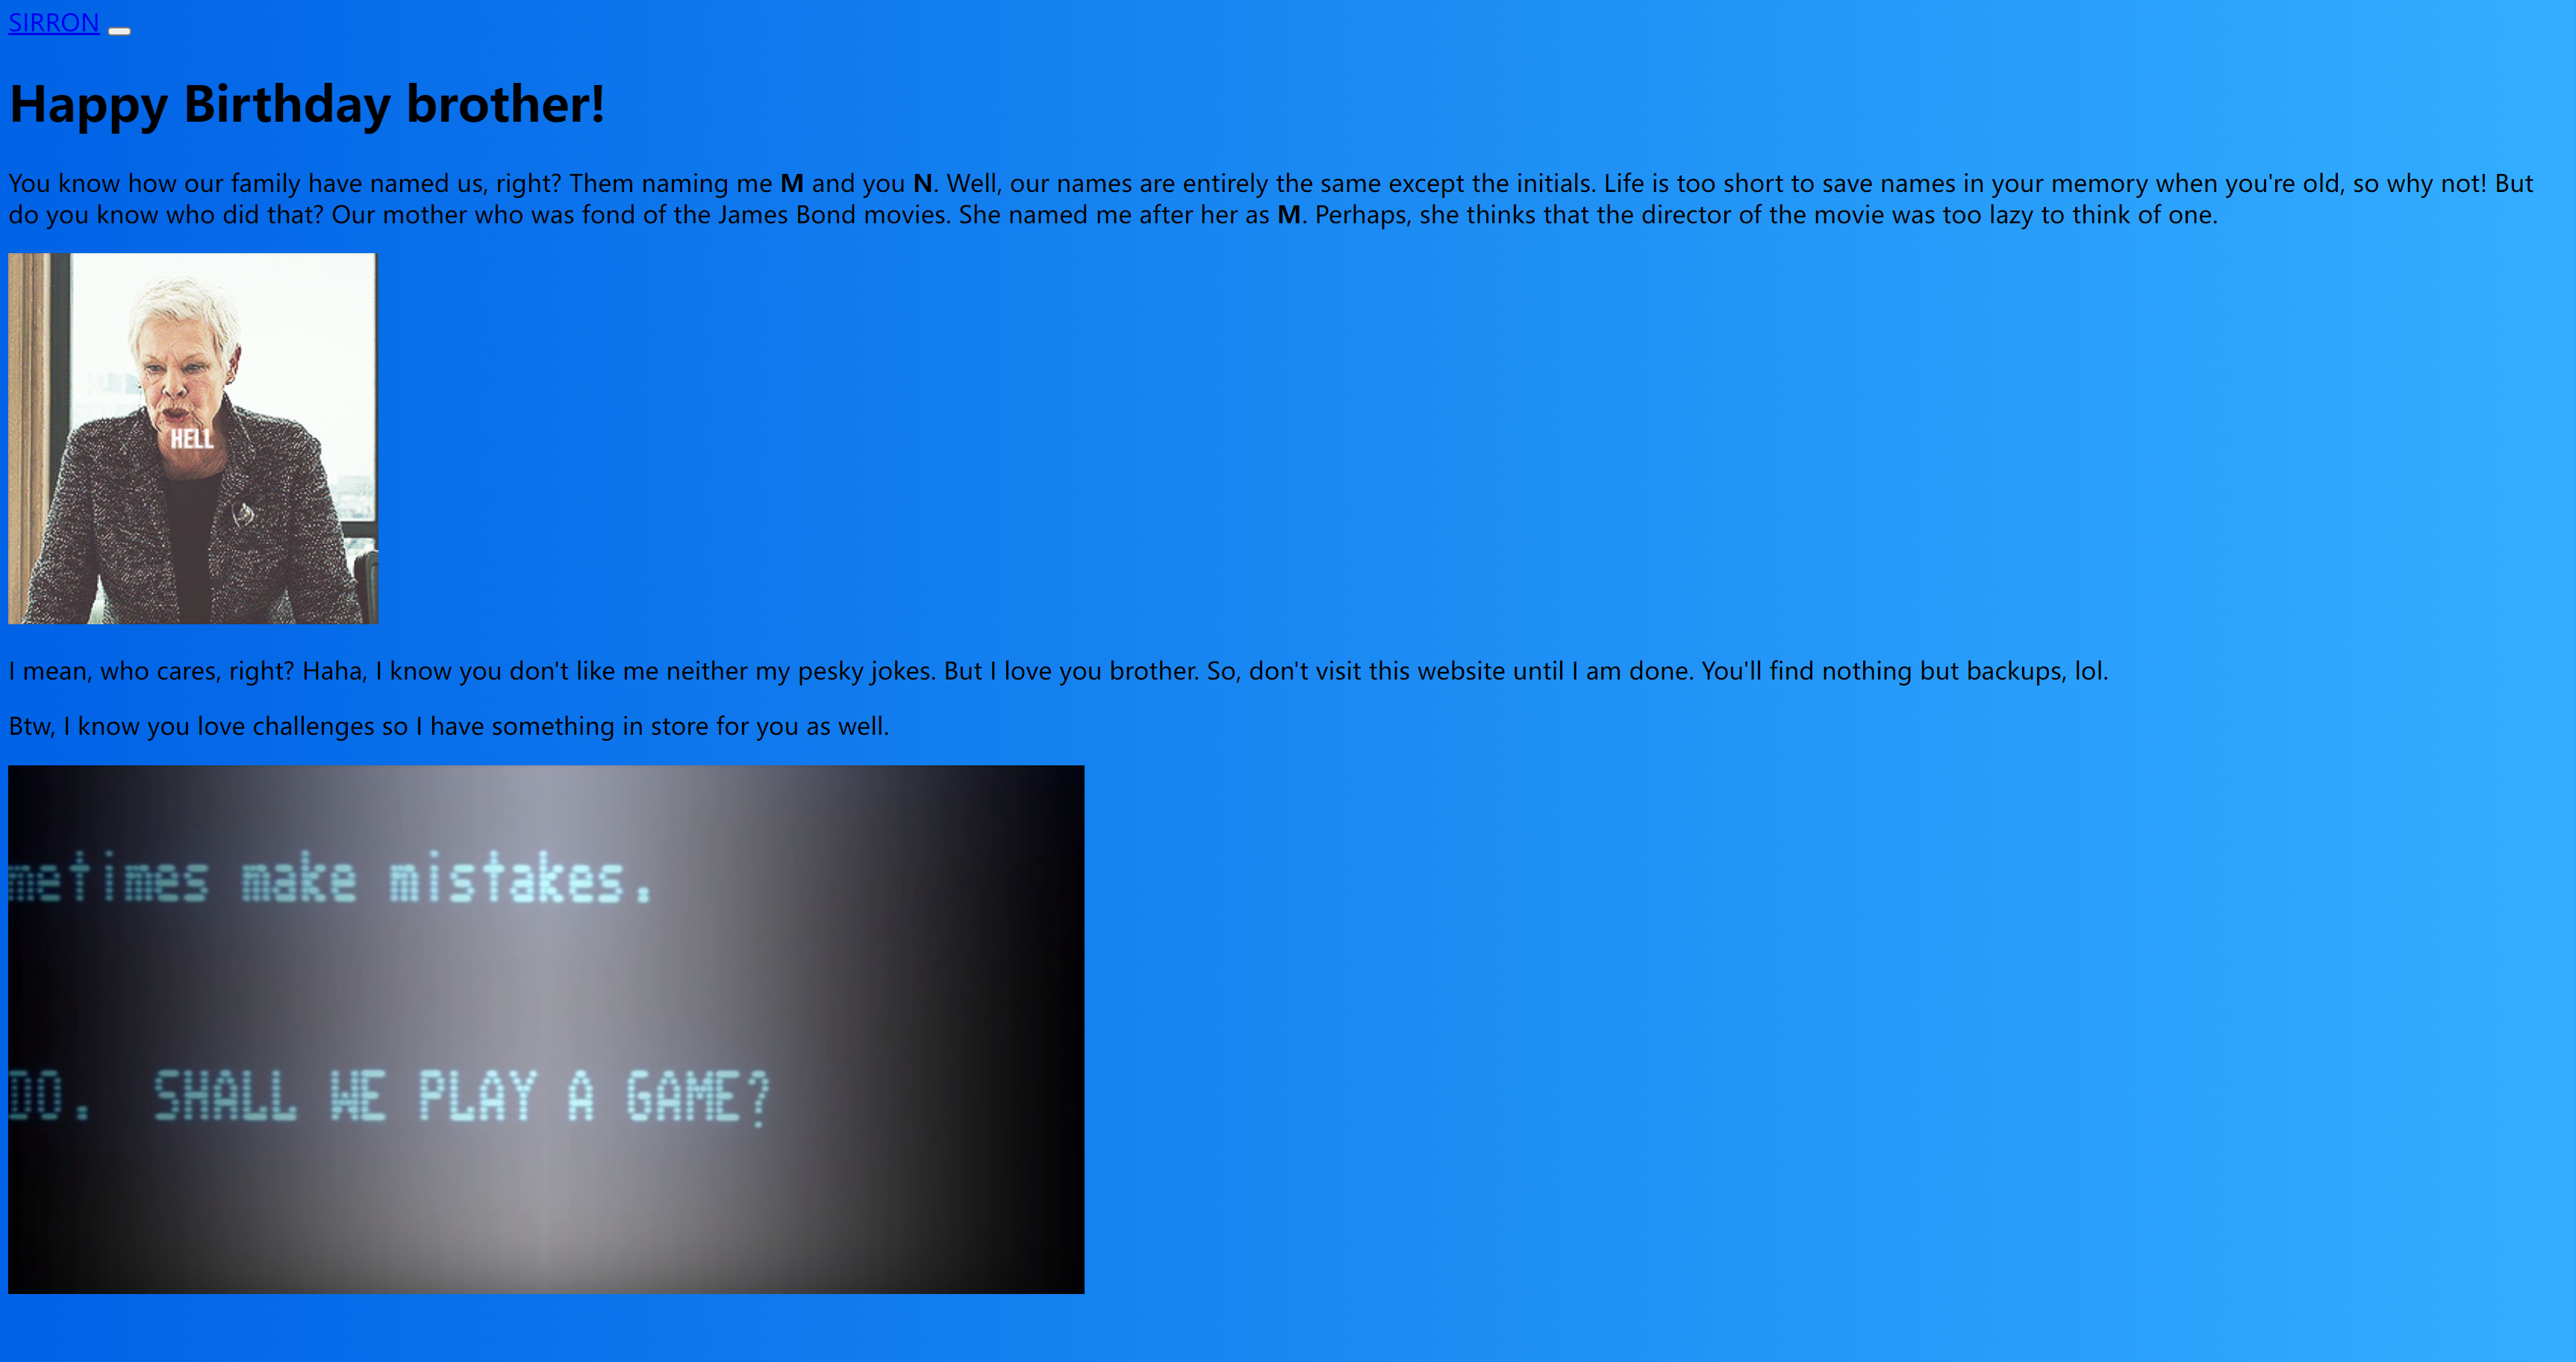 SIRRON
Happy Birthday brother!
You know how our family have named us, right? Them naming me M and you N. Well, our names are entirely the same except the initials. Life is too short to save names in your memory when you're old, so why not! But
do you know who did that? Our mother who was fond of the James Bond movies. She named me after her as M. Perhaps, she thinks that the director of the movie was too lazy to think of one.
HELL
I mean, who cares, right? Haha, I know you don't like me neither my pesky jokes. But I love you brother. So, don't visit this website until I am done. You'll find nothing but backups, lol.
Btw, I know you love challenges so I have something in store for you as well.
metimes make mistakes.
DO. SHALL WE PLAY A GAME?